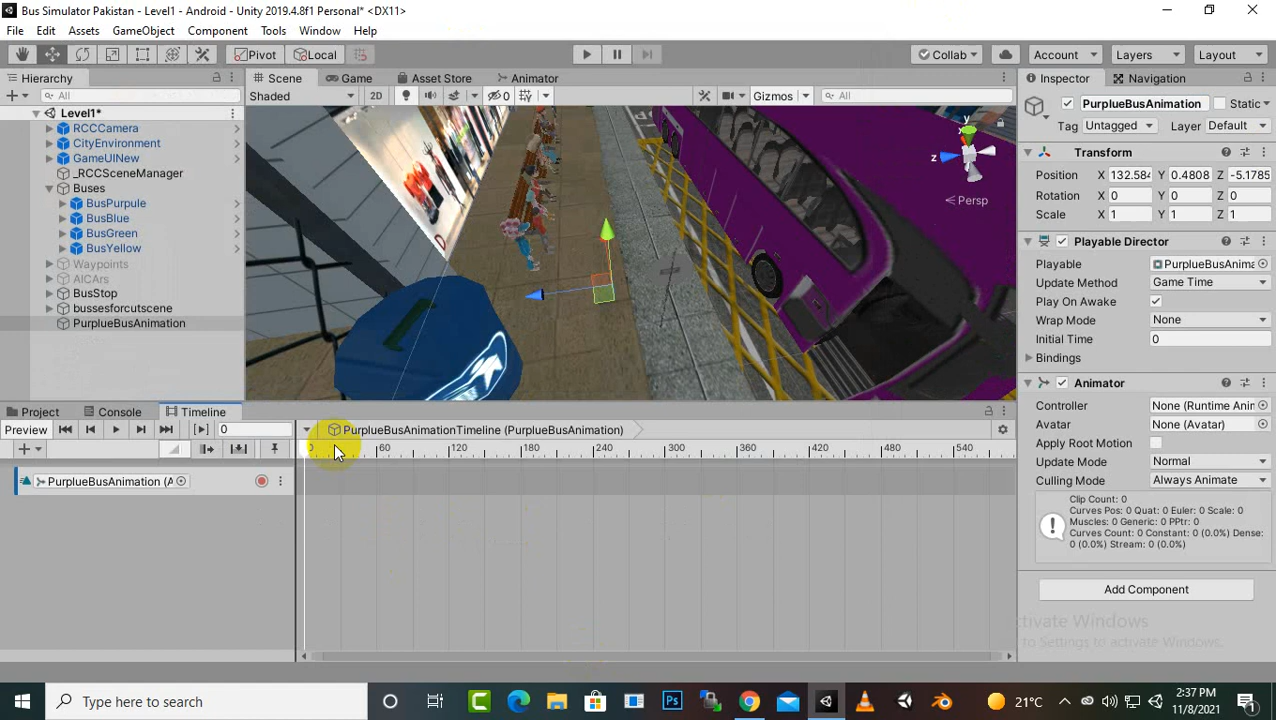 Bus Simulator Pakistan - Level1 - Android - Unity 2019.4.8f1 Personal* <DX11>
File Edit Assets GameObject Component Tools Window Help
Pivot Local Collab Account Layers Layout
Hierarchy
All
Level1*
RCCCamera
CityEnvironment
GameUINew
_RCCSceneManager
Buses
BusPurpule
BusBlue
BusGreen
BusYellow
Waypoints
AICArs
BusStop
bussesforcutscene
PurplueBusAnimation
Scene Game Asset Store Animator
Shaded 2D 0 Gizmos All
y
x
z
Persp
Inspector Navigation
PurplueBusAnimation Static
Tag Untagged Layer Default
Transform
Position X 132.584 Y 0.4808 Z -5.1785
Rotation X 0 Y 0 Z 0
Scale X 1 Y 1 Z 1
Playable Director
Playable PurplueBusAnima
Update Method Game Time
Play On Awake
Wrap Mode None
Initial Time 0
Bindings
Animator
Controller None (Runtime Anin
Avatar None (Avatar)
Apply Root Motion
Update Mode Normal
Culling Mode Always Animate
Clip Count: 0
Curves Pos: 0 Quat: 0 Euler: 0 Scale: 0
Muscles: 0 Generic: 0 PPtr: 0
Curves Count: 0 Constant: 0 (0.0%) Dense:
0 (0.0%) Stream: 0 (0.0%)
Add Component
Activate Windows
to Settings to activate Windows.
Project Console Timeline
Preview 0 PurplueBusAnimationTimeline (PurplueBusAnimation)
0 60 120 180 240 300 360 420 480 540
PurplueBusAnimation (A
Type here to search
Ps
21°C
2:37 PM
11/8/2021
1